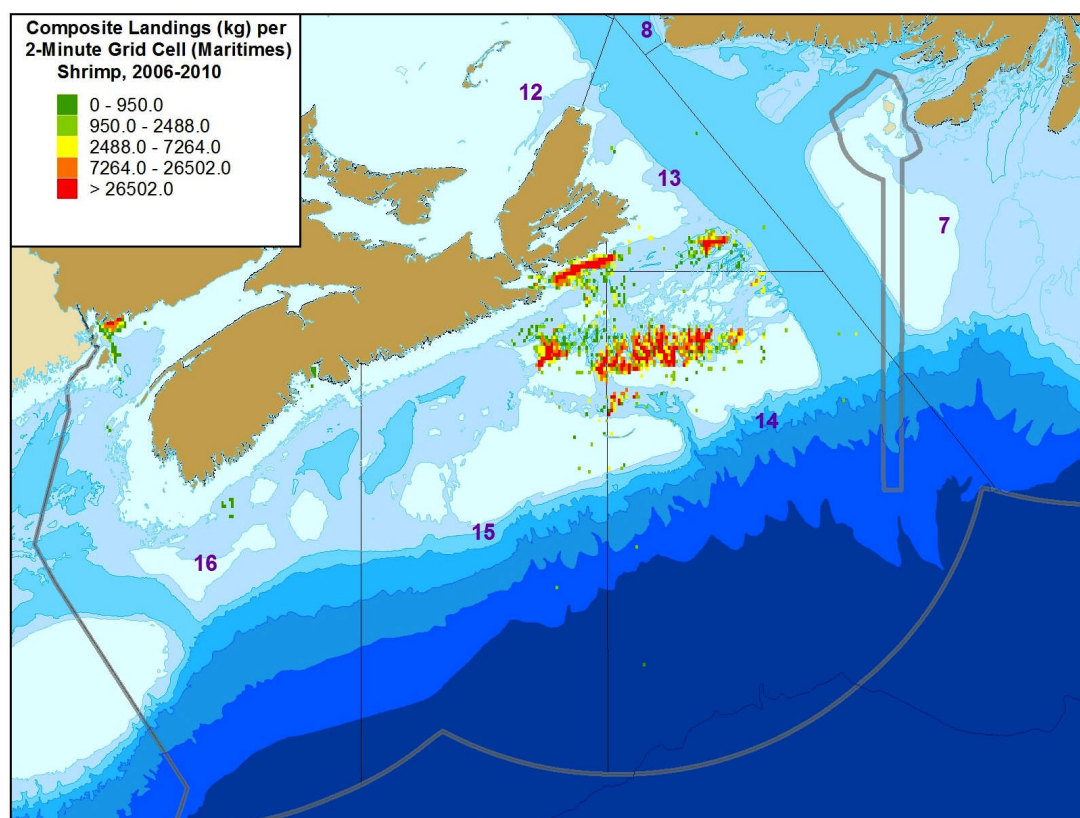 Composite Landings (kg) per
2-Minute Grid Cell (Maritimes)
Shrimp, 2006-2010
0 - 950.0
950.0 - 2488.0
2488.0 - 7264.0
7264.0 - 26502.0
> 26502.0
8
12
13
7
14
15
16